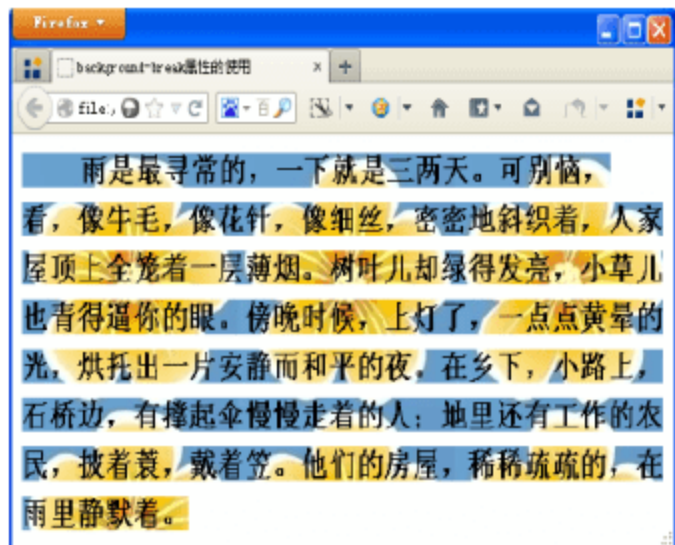 Firefox
background-break属性的使用
file:
百
雨是最寻常的，一下就是三两天。可别恼，
看，像牛毛，像花针，像细丝，密密地斜织着，人家
屋顶上全笼着一层薄烟。树叶儿却绿得发亮，小草儿
也青得逼你的眼。傍晚时候，上灯了，一点点黄晕的
光，烘托出一片安静而和平的夜。在乡下，小路上，
石桥边，有撑起伞慢慢走着的人；地里还有工作的农
民，披着蓑，戴着笠。他们的房屋，稀稀疏疏的，在
雨里静默着。